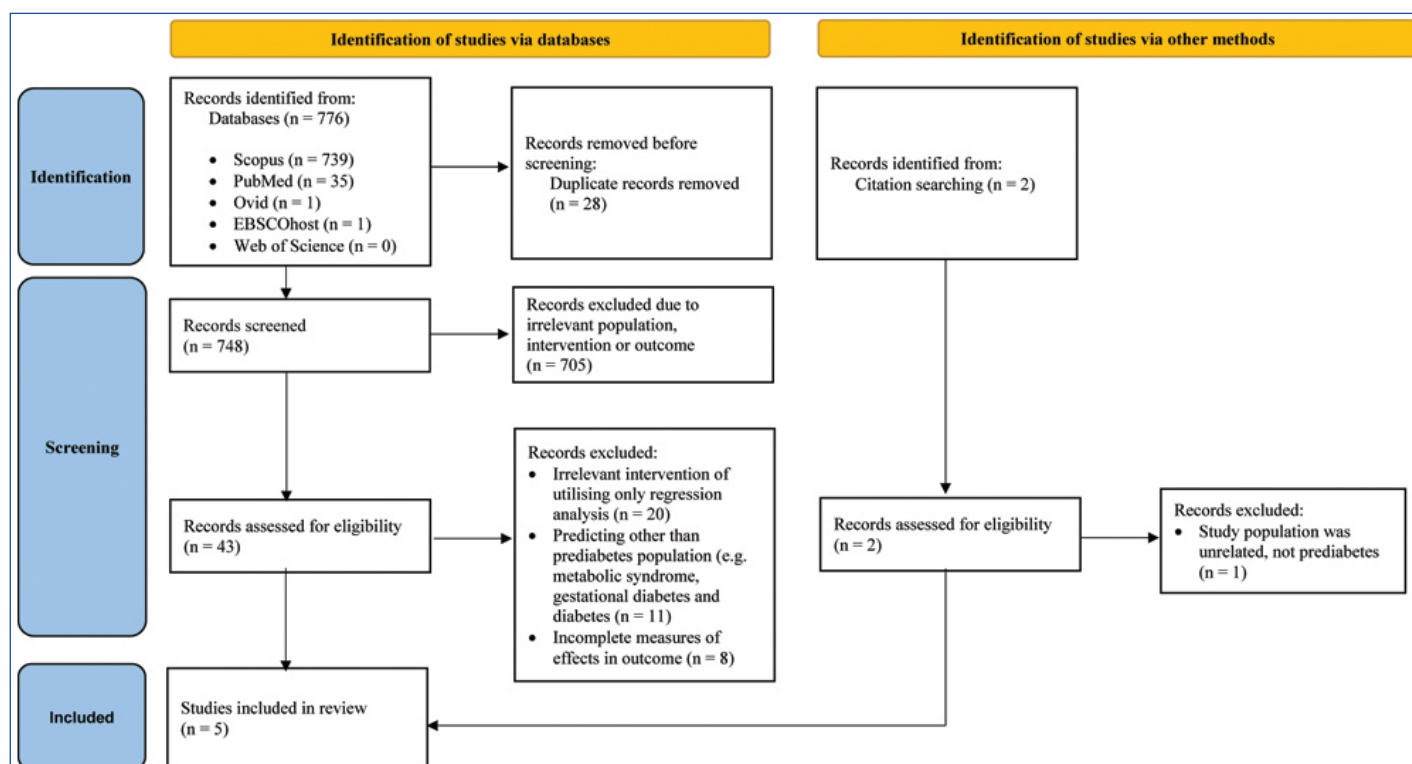 Identification of studies via databases
Identification of studies via other methods
Identification
Records identified from:
Databases (n = 776)
• Scopus (n = 739)
• PubMed (n = 35)
• Ovid (n = 1)
• EBSCOhost (n = 1)
• Web of Science (n = 0)
Records removed before
screening:
Duplicate records removed
(n = 28)
Records identified from:
Citation searching (n = 2)
Screening
Records screened
(n = 748)
Records excluded due to
irrelevant population,
intervention or outcome
(n = 705)
Records assessed for eligibility
(n = 43)
Records excluded:
• Irrelevant intervention of
utilising only regression
analysis (n = 20)
• Predicting other than
prediabetes population (e.g.
metabolic syndrome,
gestational diabetes and
diabetes (n = 11)
• Incomplete measures of
effects in outcome (n = 8)
Records assessed for eligibility
(n = 2)
Records excluded:
• Study population was
unrelated, not prediabetes
(n = 1)
Included
Studies included in review
(n = 5)